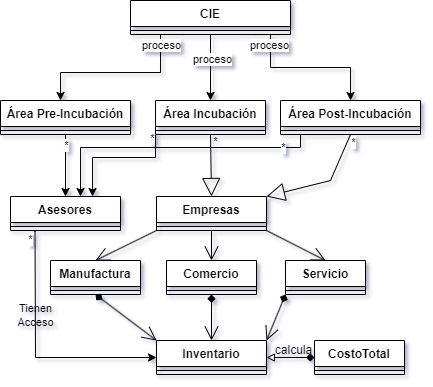 CIE
proceso
proceso
proceso
Área Pre-Incubación
Área Incubación
Área Post-Incubación
*
*
*
*
*
Asesores
Empresas
*
Manufactura
Comercio
Servicio
Tienen
Acceso
Inventario
calcula
CostoTotal